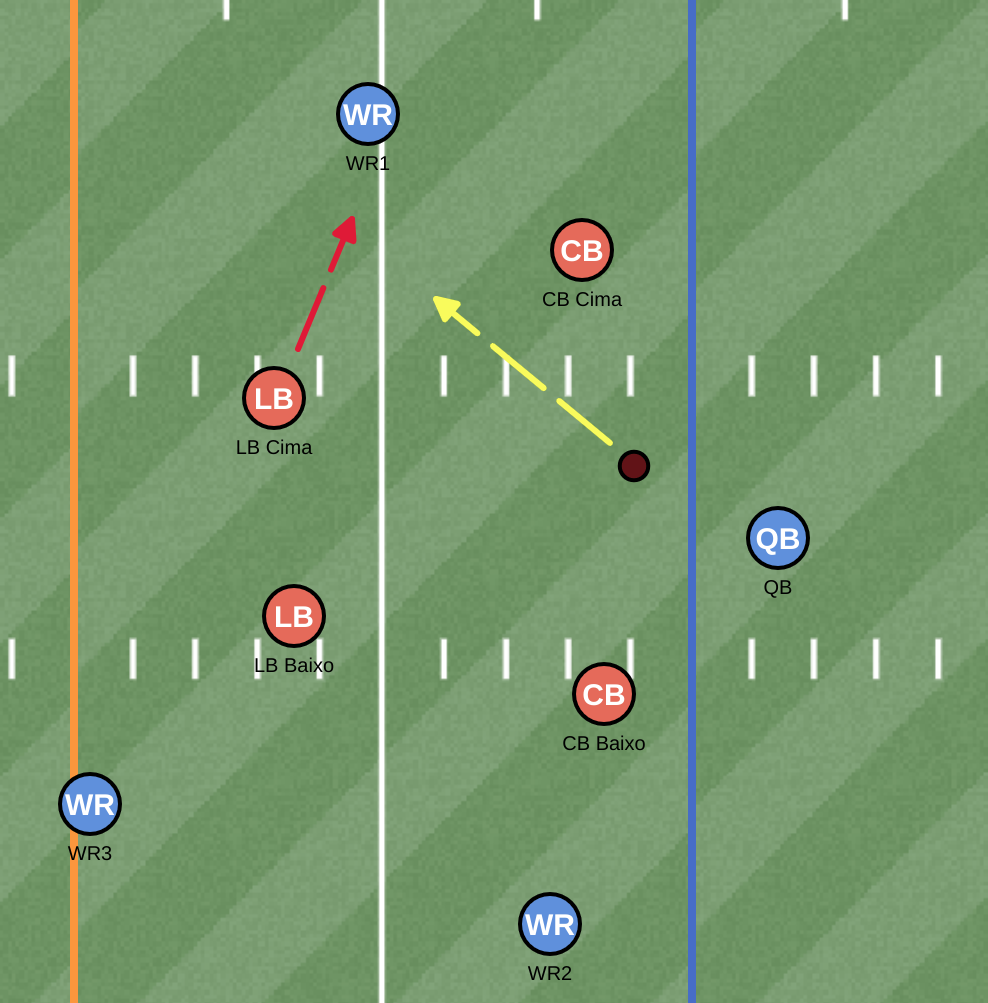 WR
WR1
CB
CB Cima
LB
LB Cima
QB
QB
LB
LB Baixo
CB
CB Baixo
WR
WR3
WR
WR2